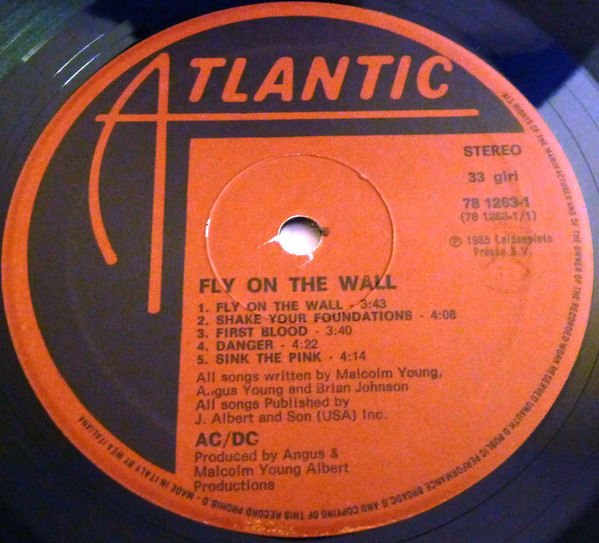 ATLANTIC
STEREO
33 giri
78 1263-1
(78 1263-1/1)
℗ 1985 Leidseplein
Presse B.V.
FLY ON THE WALL
1. FLY ON THE WALL - 3:43
2. SHAKE YOUR FOUNDATIONS - 4:08
3. FIRST BLOOD - 3:40
4. DANGER - 4:22
5. SINK THE PINK - 4:14
All songs written by Malcolm Young,
Angus Young and Brian Johnson
All songs Published by
J. Albert and Son (USA) Inc.
AC/DC
Produced by Angus &
Malcolm Young Albert
Productions
ALL RIGHTS OF THE MANUFACTURER AND OF THE OWNER OF THE RECORDED WORK RESERVED UNAUTH.D PUBLIC PERFORMANCE BROADC.G AND COPYING OF THIS RECORD PROHIB.D - MADE IN ITALY BY WEA ITALIANA